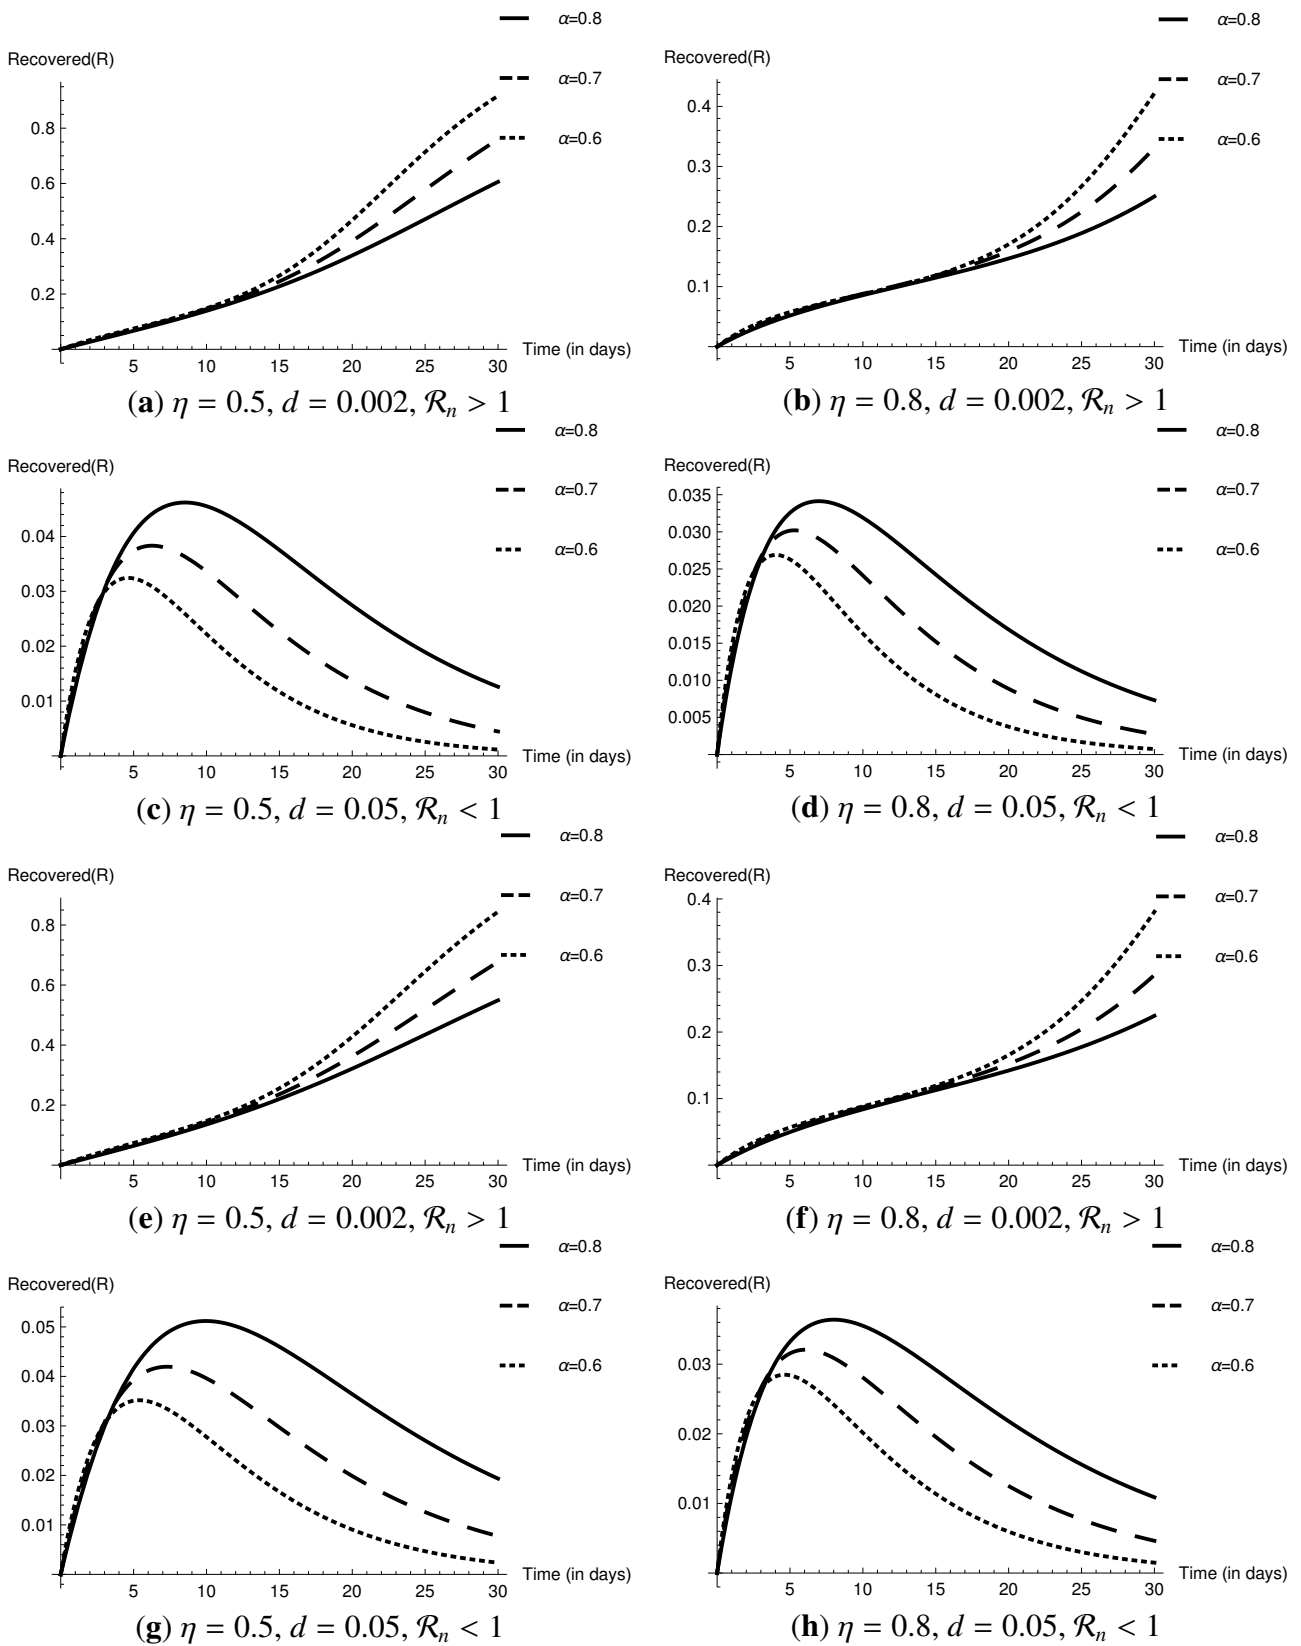 α=0.8
Recovered(R)
α=0.7
α=0.6
0.8
0.6
0.4
0.2
5 10 15 20 25 30
Time (in days)
(a) η = 0.5, d = 0.002, ℛn > 1
α=0.8
Recovered(R)
α=0.7
α=0.6
0.4
0.3
0.2
0.1
5 10 15 20 25 30
Time (in days)
(b) η = 0.8, d = 0.002, ℛn > 1
α=0.8
Recovered(R)
α=0.7
α=0.6
0.04
0.03
0.02
0.01
5 10 15 20 25 30
Time (in days)
(c) η = 0.5, d = 0.05, ℛn < 1
α=0.8
Recovered(R)
α=0.7
α=0.6
0.035
0.030
0.025
0.020
0.015
0.010
0.005
5 10 15 20 25 30
Time (in days)
(d) η = 0.8, d = 0.05, ℛn < 1
α=0.8
Recovered(R)
α=0.7
α=0.6
0.8
0.6
0.4
0.2
5 10 15 20 25 30
Time (in days)
(e) η = 0.5, d = 0.002, ℛn > 1
α=0.8
Recovered(R)
α=0.7
α=0.6
0.4
0.3
0.2
0.1
5 10 15 20 25 30
Time (in days)
(f) η = 0.8, d = 0.002, ℛn > 1
α=0.8
Recovered(R)
α=0.7
α=0.6
0.05
0.04
0.03
0.02
0.01
5 10 15 20 25 30
Time (in days)
(g) η = 0.5, d = 0.05, ℛn < 1
α=0.8
Recovered(R)
α=0.7
α=0.6
0.03
0.02
0.01
5 10 15 20 25 30
Time (in days)
(h) η = 0.8, d = 0.05, ℛn < 1